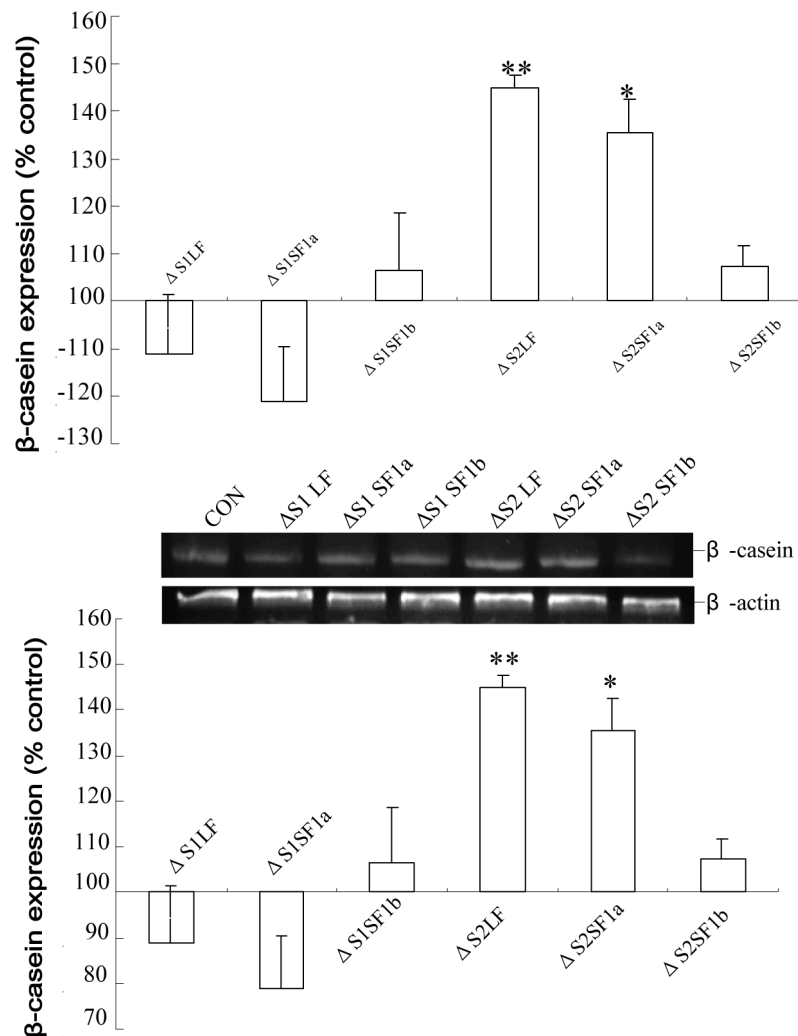 β-casein expression (% control)
160
150
140
130
120
110
100
-110
-120
-130
Δ S1LF
Δ S1SF1a
Δ S1SF1b
**
Δ S2LF
*
Δ S2SF1a
Δ S2SF1b
CON
ΔS1 LF
ΔS1 SF1a
ΔS1 SF1b
ΔS2 LF
ΔS2 SF1a
ΔS2 SF1b
β -casein
β -actin
β-casein expression (% control)
160
150
140
130
120
110
100
90
80
70
Δ S1LF
Δ S1SF1a
Δ S1SF1b
**
Δ S2LF
*
Δ S2SF1a
Δ S2SF1b